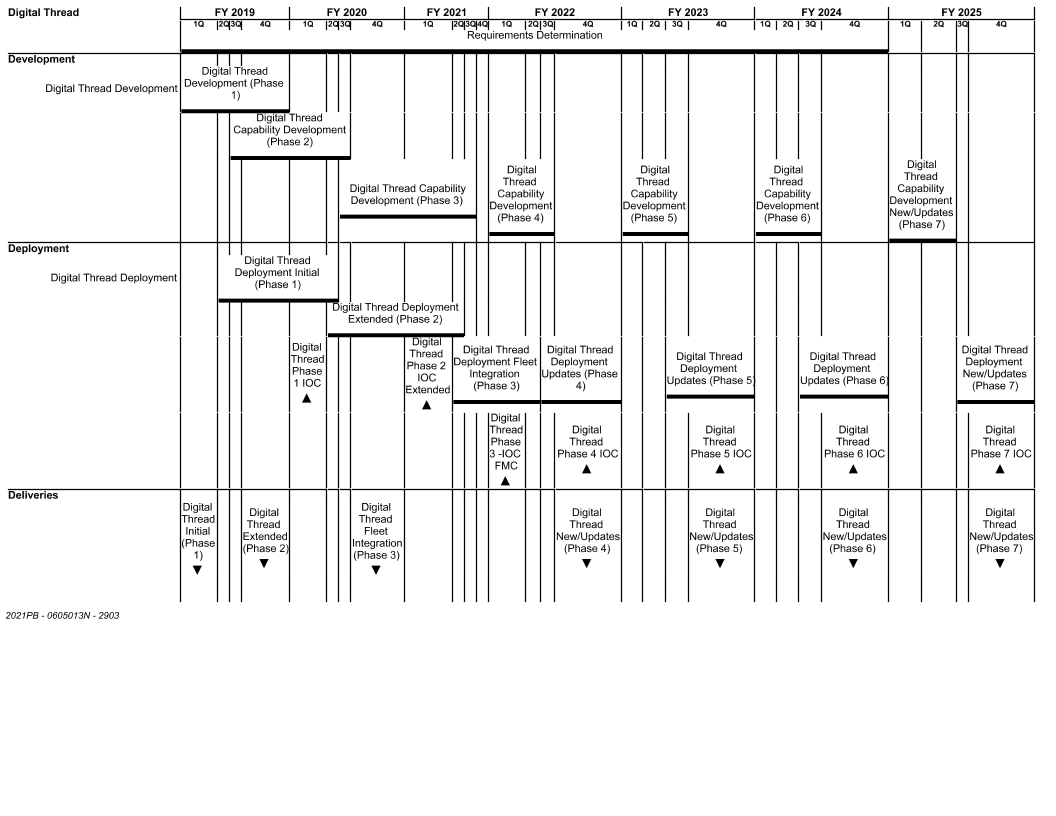 Digital Thread
FY 2019 FY 2020 FY 2021 FY 2022 FY 2023 FY 2024 FY 2025
1Q 2Q 3Q 4Q 1Q 2Q 3Q 4Q 1Q 2Q 3Q 4Q 1Q 2Q 3Q 4Q 1Q 2Q 3Q 4Q 1Q 2Q 3Q 4Q 1Q 2Q 3Q 4Q
Requirements Determination
Development
Digital Thread Development
Digital Thread
Development (Phase
1)
Digital Thread
Capability Development
(Phase 2)
Digital Thread Capability
Development (Phase 3)
Digital
Thread
Capability
Development
(Phase 4)
Digital
Thread
Capability
Development
(Phase 5)
Digital
Thread
Capability
Development
(Phase 6)
Digital
Thread
Capability
Development
New/Updates
(Phase 7)
Deployment
Digital Thread Deployment
Digital Thread
Deployment Initial
(Phase 1)
Digital Thread Deployment
Extended (Phase 2)
Digital
Thread
Phase
1 IOC
Digital
Thread
Phase 2
IOC
Extended
Digital Thread
Deployment Fleet
Integration
(Phase 3)
Digital Thread
Deployment
Updates (Phase
4)
Digital Thread
Deployment
Updates (Phase 5)
Digital Thread
Deployment
Updates (Phase 6)
Digital Thread
Deployment
New/Updates
(Phase 7)
Digital
Thread
Phase
3 -IOC
FMC
Digital
Thread
Phase 4 IOC
Digital
Thread
Phase 5 IOC
Digital
Thread
Phase 6 IOC
Digital
Thread
Phase 7 IOC
Deliveries
Digital
Thread
Initial
(Phase
1)
Digital
Thread
Extended
(Phase 2)
Digital
Thread
Fleet
Integration
(Phase 3)
Digital
Thread
New/Updates
(Phase 4)
Digital
Thread
New/Updates
(Phase 5)
Digital
Thread
New/Updates
(Phase 6)
Digital
Thread
New/Updates
(Phase 7)
2021PB - 0605013N - 2903